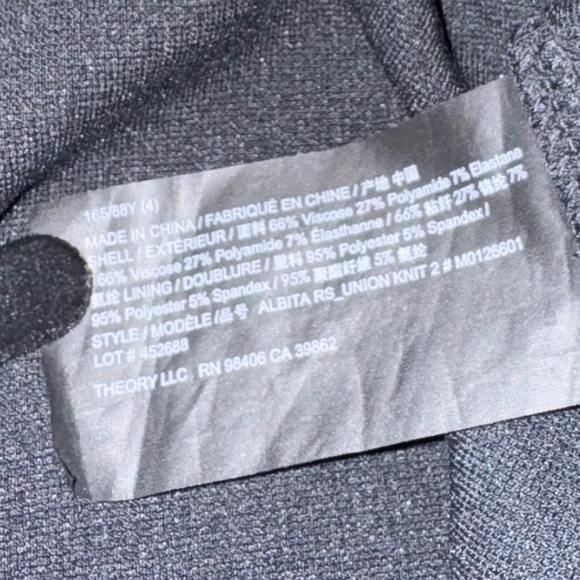 165/88Y (4)
MADE IN CHINA / FABRIQUÉ EN CHINE / 产地 中国
SHELL / EXTÉRIEUR / 面料 66% Viscose 27% Polyamide 7% Elastane
66% Viscose 27% Polyamide 7% Élasthanne / 66% 粘纤 27% 锦纶 7%
氨纶 LINING / DOUBLURE / 里料 95% Polyester 5% Spandex /
95% Polyester 5% Spandex / 95% 聚酯纤维 5% 氨纶
STYLE / MODÈLE /品号 ALBITA RS_UNION KNIT 2 # M0126601
LOT # 452688
THEORY LLC RN 98406 CA 39862